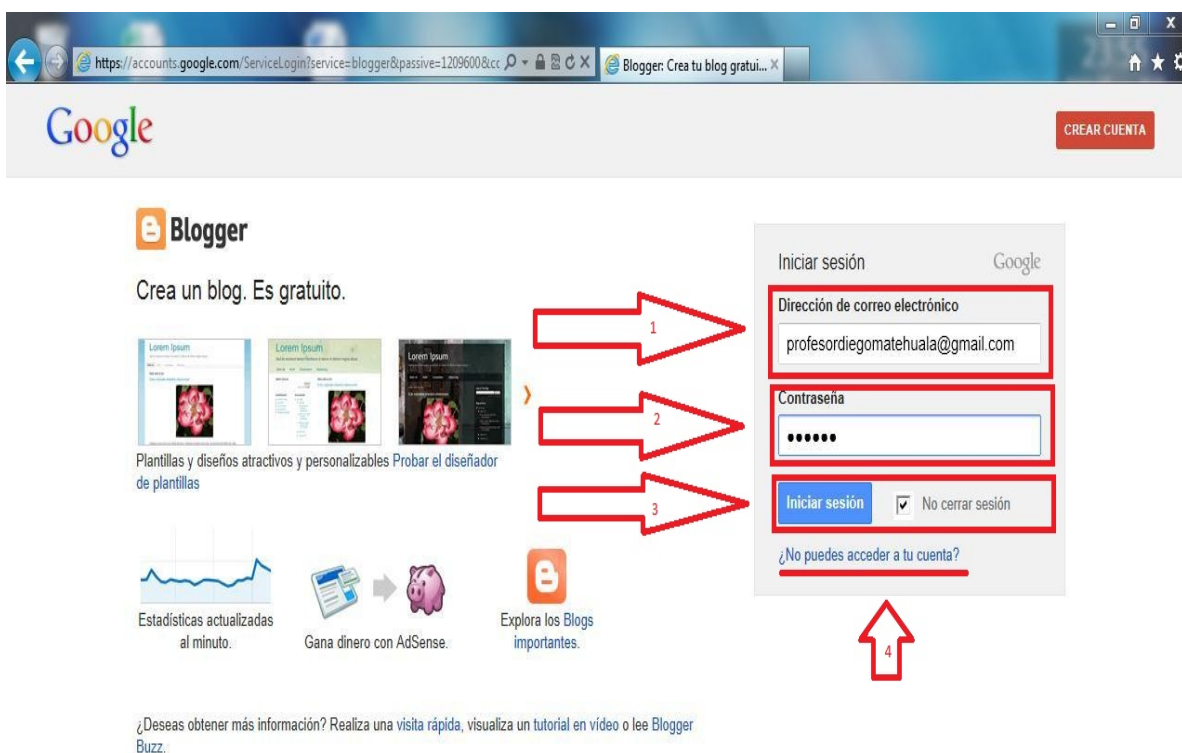 https://accounts.google.com/ServiceLogin?service=blogger&passive=1209600&cc
Blogger: Crea tu blog gratui...
Google
CREAR CUENTA
Blogger
Crea un blog. Es gratuito.
Lorem Ipsum
Lorem Ipsum
Lorem Ipsum
Plantillas y diseños atractivos y personalizables Probar el diseñador
de plantillas
Estadísticas actualizadas
al minuto.
Gana dinero con AdSense.
Explora los Blogs
importantes.
1
2
3
Iniciar sesión
Google
Dirección de correo electrónico
profesordiegomatehuala@gmail.com
Contraseña
Iniciar sesión
No cerrar sesión
¿No puedes acceder a tu cuenta?
4
¿Deseas obtener más información? Realiza una visita rápida, visualiza un tutorial en vídeo o lee Blogger
Buzz.